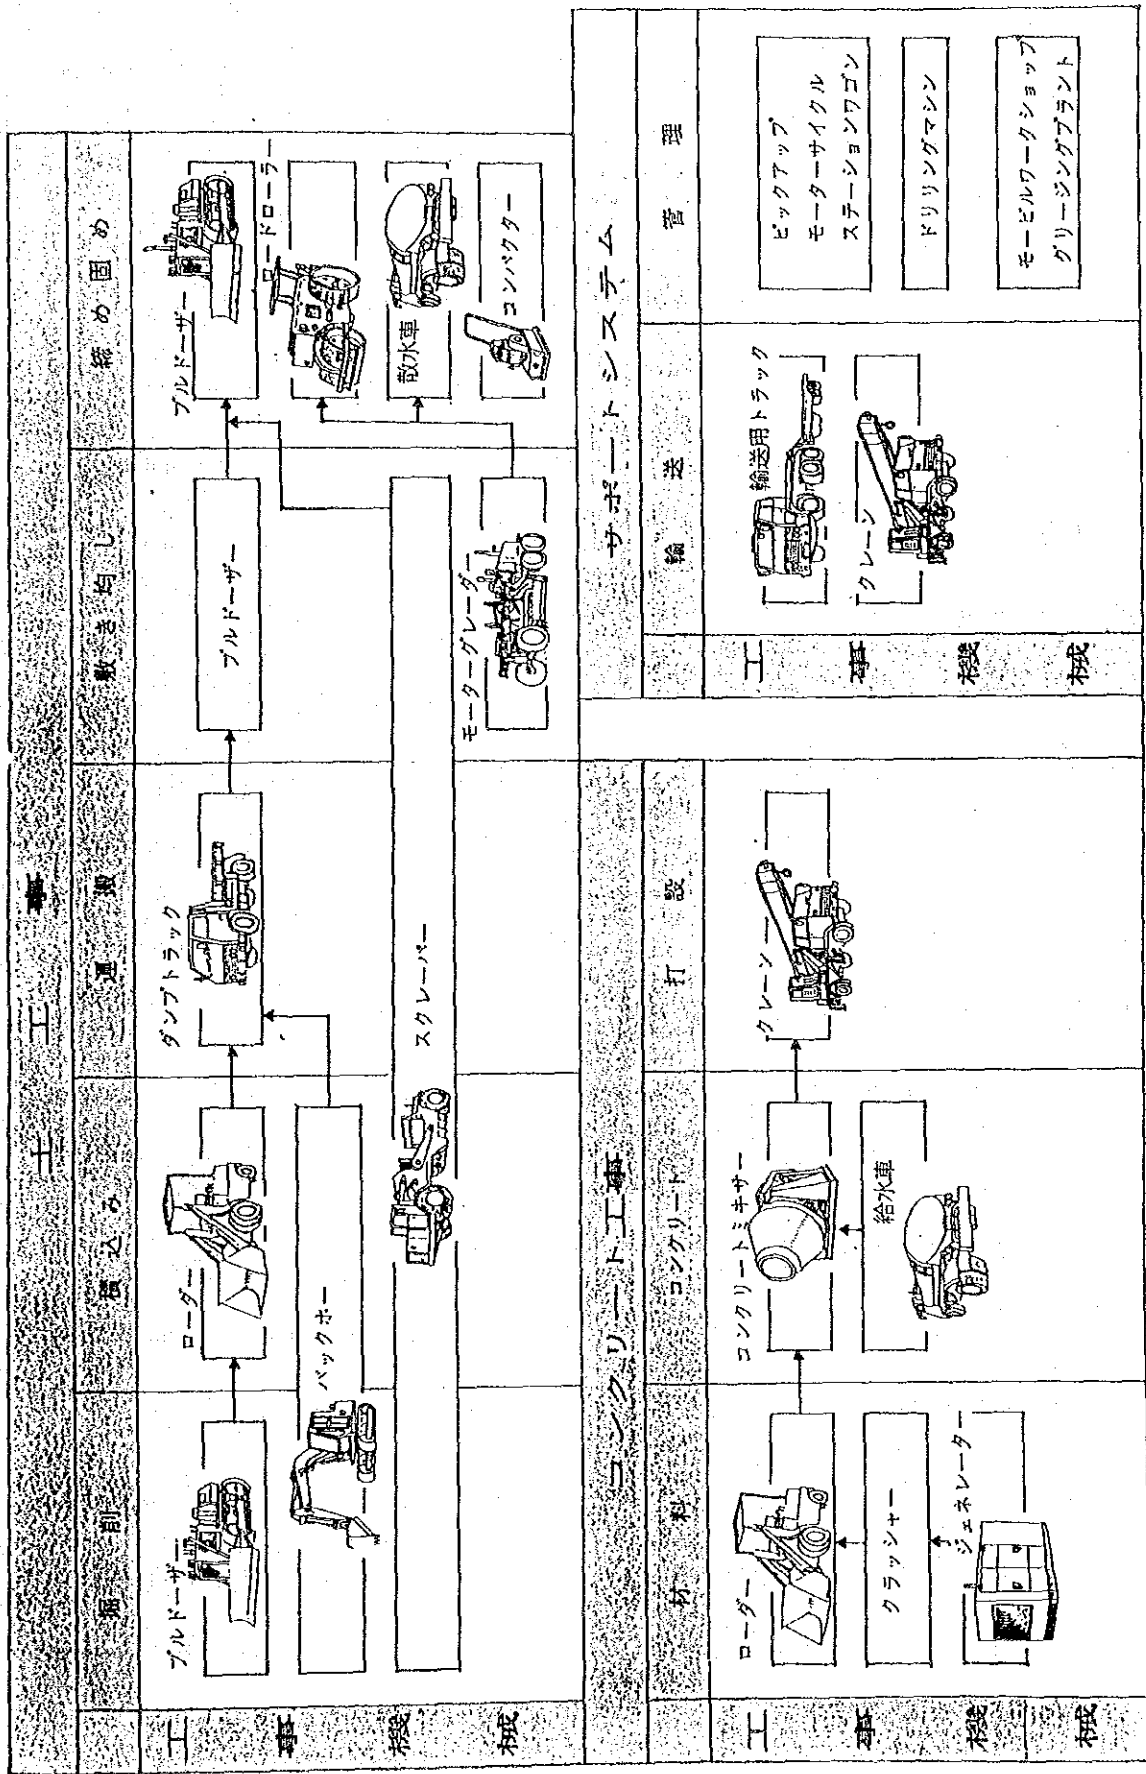 土工事
掘削
積込み
運搬
敷き均し
締め固め
工事機械
ブルドーザー
ローダー
ダンプトラック
ブルドーザー
ブルドーザー
バックホー
ロードローラー
スクレーパー
散水車
モーターグレーダー
コンパクター
コンクリート工事
材料
コンクリート
打設
工事機械
ローダー
コンクリートミキサー
クレーン
クラッシャー
給水車
ジェネレーター
サポートシステム
輸送
管理
工事機械
輸送用トラック
クレーン
ピックアップ
モーターサイクル
ステーションワゴン
ドリリングマシン
モービルワークショップ
グリージングプラント